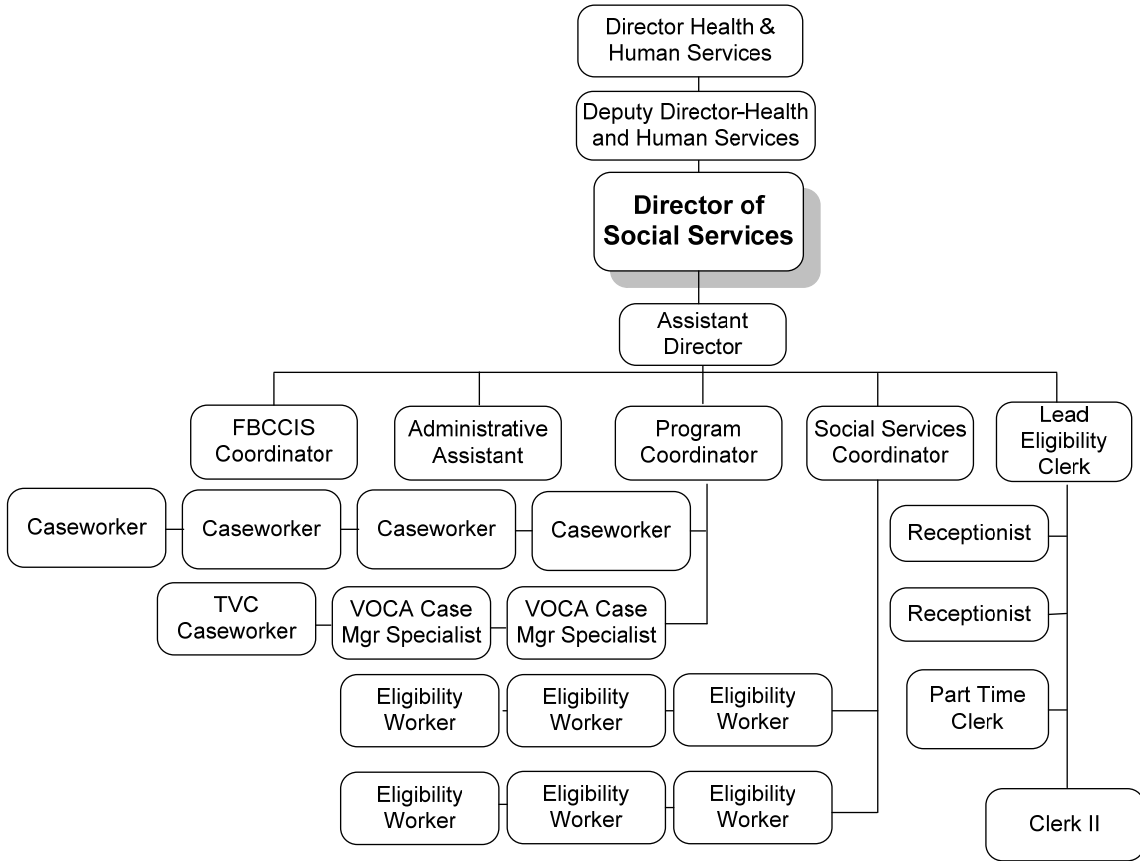 Director Health &
Human Services
Deputy Director-Health
and Human Services
Director of
Social Services
Assistant
Director
FBCCIS
Coordinator
Administrative
Assistant
Program
Coordinator
Social Services
Coordinator
Lead
Eligibility
Clerk
Caseworker
Caseworker
Caseworker
Caseworker
Receptionist
TVC
Caseworker
VOCA Case
Mgr Specialist
VOCA Case
Mgr Specialist
Receptionist
Eligibility
Worker
Eligibility
Worker
Eligibility
Worker
Part Time
Clerk
Eligibility
Worker
Eligibility
Worker
Eligibility
Worker
Clerk II